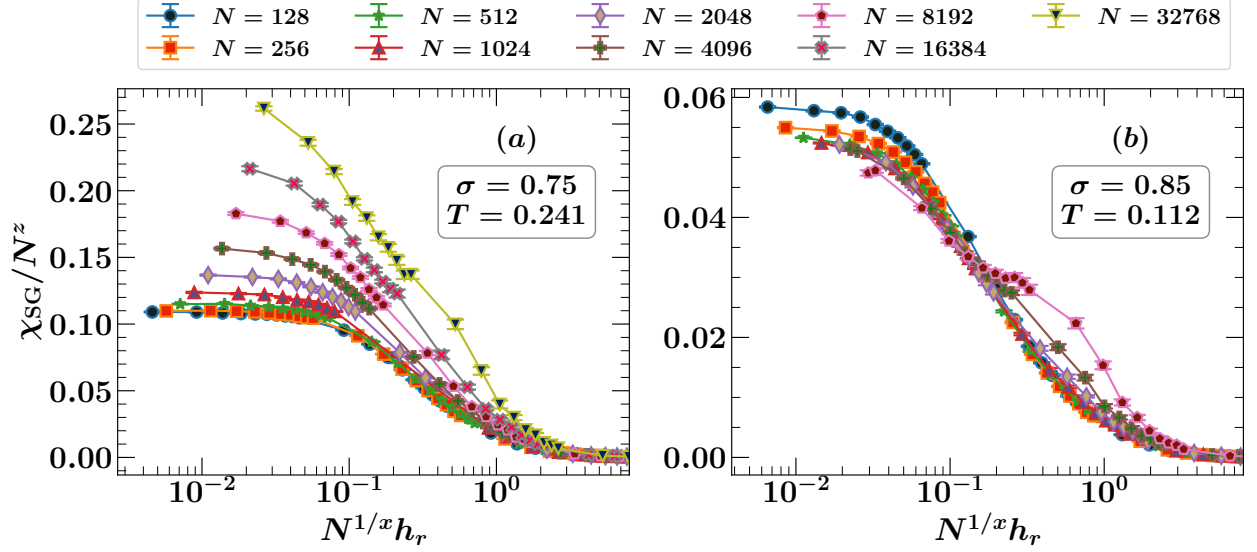 N = 128 N = 512 N = 2048 N = 8192 N = 32768
N = 256 N = 1024 N = 4096 N = 16384
(a)
σ = 0.75
T = 0.241
χ_SG/N^z
0.25
0.20
0.15
0.10
0.05
0.00
10^−2 10^−1 10^0
N^{1/x}h_r
(b)
σ = 0.85
T = 0.112
0.06
0.04
0.02
0.00
10^−2 10^−1 10^0
N^{1/x}h_r